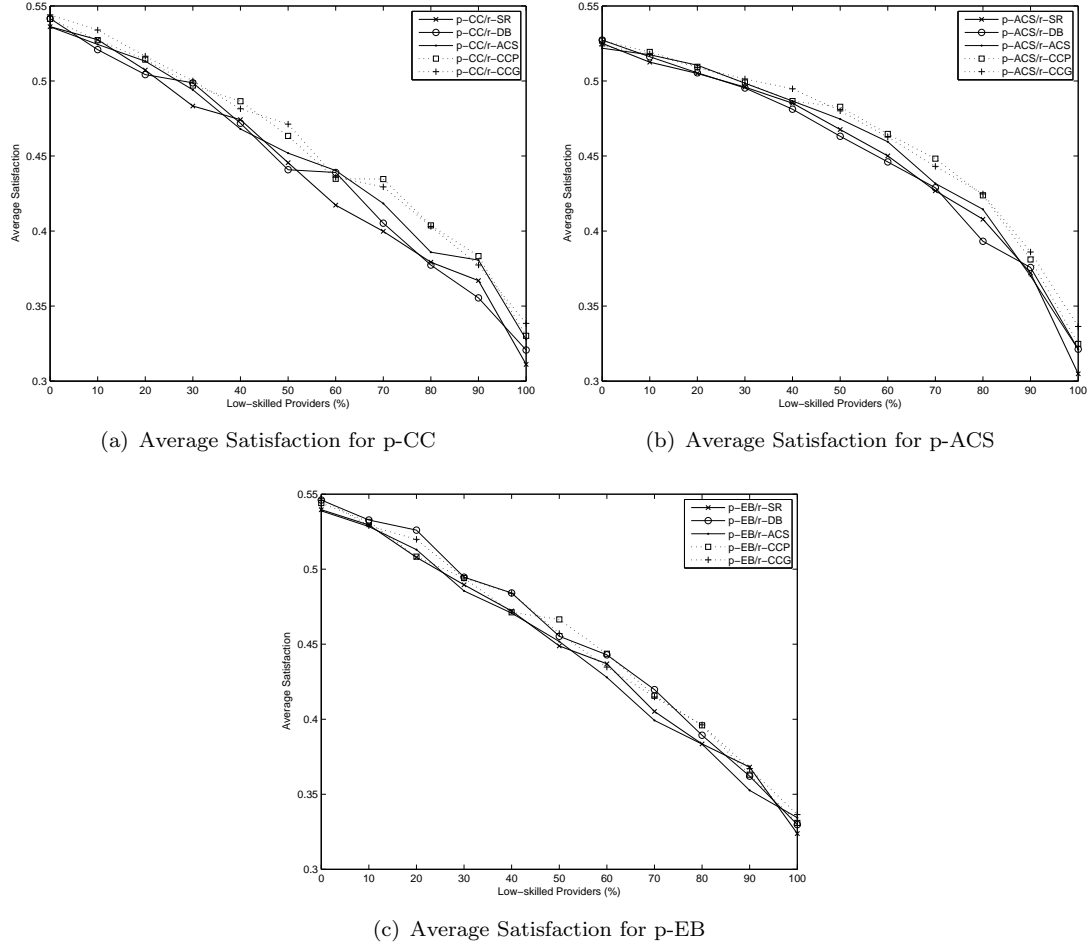 0.55
0.5
0.45
0.4
0.35
0.3
Average Satisfaction
0 10 20 30 40 50 60 70 80 90 100
Low−skilled Providers (%)
p−CC/r−SR
p−CC/r−DB
p−CC/r−ACS
p−CC/r−CCP
p−CC/r−CCG
(a) Average Satisfaction for p-CC
0.55
0.5
0.45
0.4
0.35
0.3
Average Satisfaction
0 10 20 30 40 50 60 70 80 90 100
Low−skilled Providers (%)
p−ACS/r−SR
p−ACS/r−DB
p−ACS/r−ACS
p−ACS/r−CCP
p−ACS/r−CCG
(b) Average Satisfaction for p-ACS
0.55
0.5
0.45
0.4
0.35
0.3
Average Satisfaction
0 10 20 30 40 50 60 70 80 90 100
Low−skilled Providers (%)
p−EB/r−SR
p−EB/r−DB
p−EB/r−ACS
p−EB/r−CCP
p−EB/r−CCG
(c) Average Satisfaction for p-EB